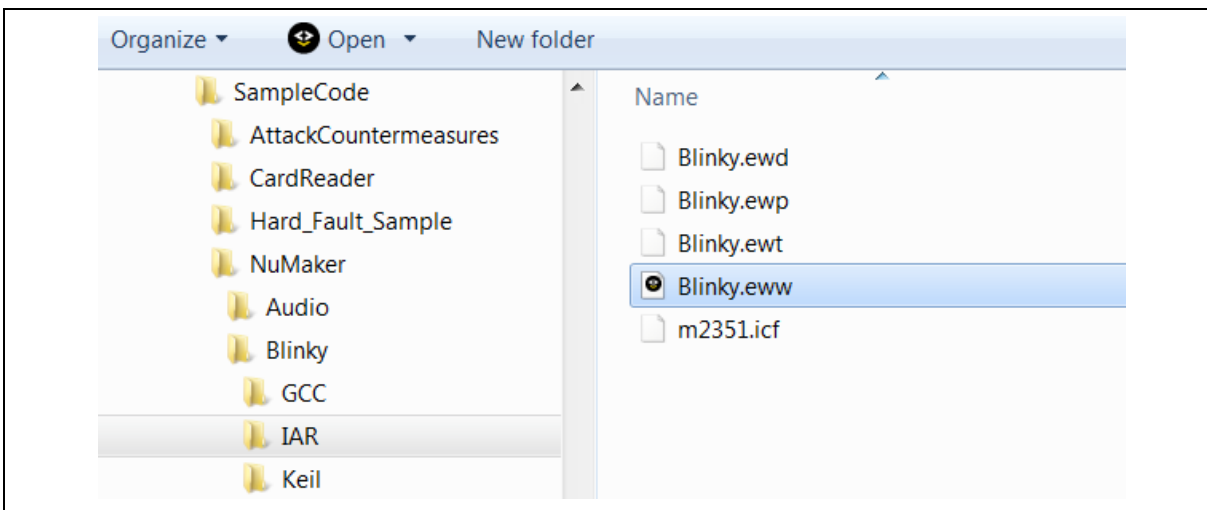 Organize Open New folder
SampleCode
AttackCountermeasures
CardReader
Hard_Fault_Sample
NuMaker
Audio
Blinky
GCC
IAR
Keil
Name
Blinky.ewd
Blinky.ewp
Blinky.ewt
Blinky.eww
m2351.icf